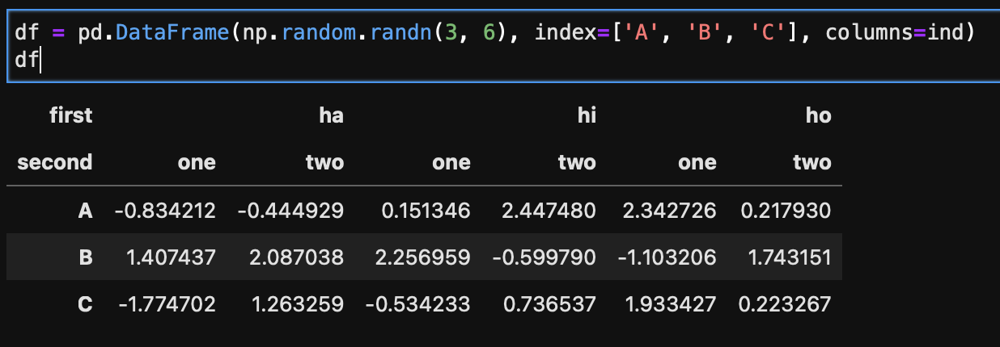 df = pd.DataFrame(np.random.randn(3, 6), index=['A', 'B', 'C'], columns=ind)
df
first ha hi ho
second one two one two one two
A -0.834212 -0.444929 0.151346 2.447480 2.342726 0.217930
B 1.407437 2.087038 2.256959 -0.599790 -1.103206 1.743151
C -1.774702 1.263259 -0.534233 0.736537 1.933427 0.223267